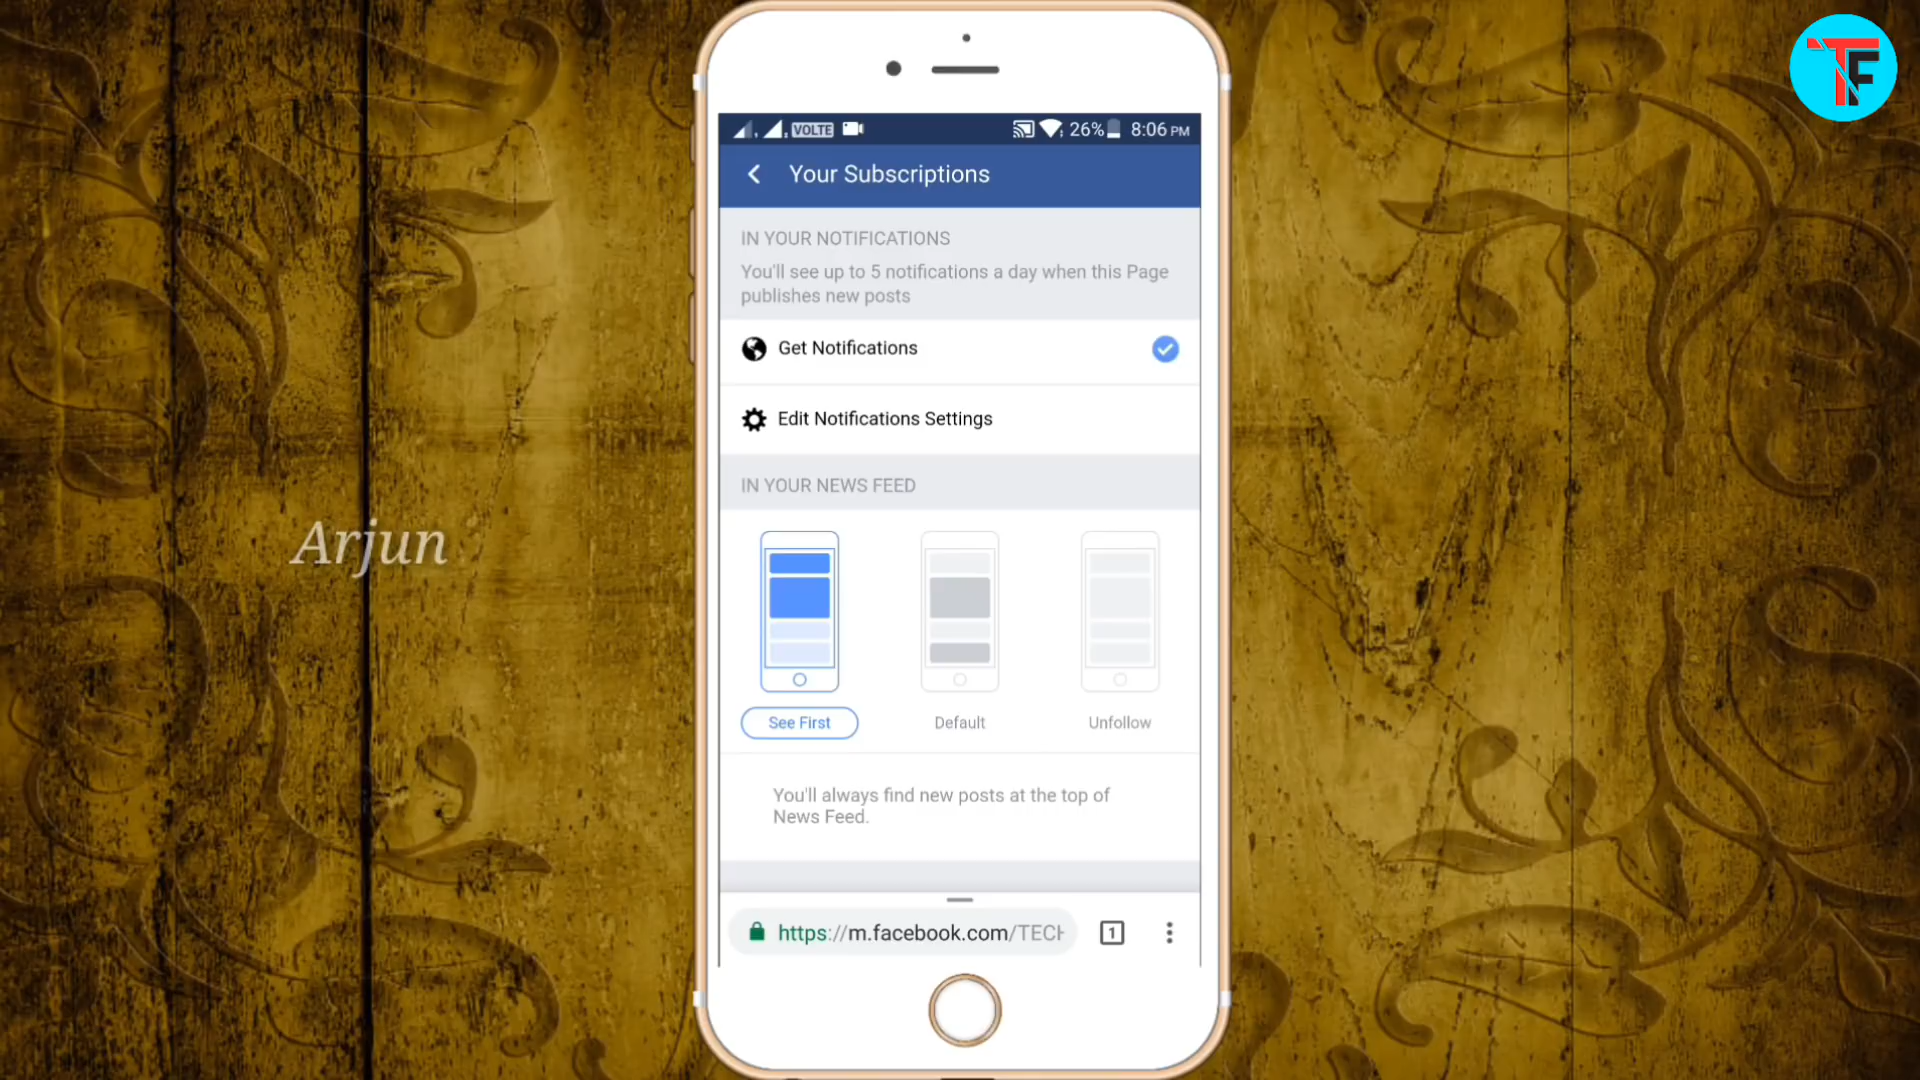 TF
VOLTE
26%
8:06 PM
Your Subscriptions
IN YOUR NOTIFICATIONS
You'll see up to 5 notifications a day when this Page
publishes new posts
Get Notifications
Edit Notifications Settings
IN YOUR NEWS FEED
Arjun
See First
Default
Unfollow
You'll always find new posts at the top of
News Feed.
https://m.facebook.com/TECH
1